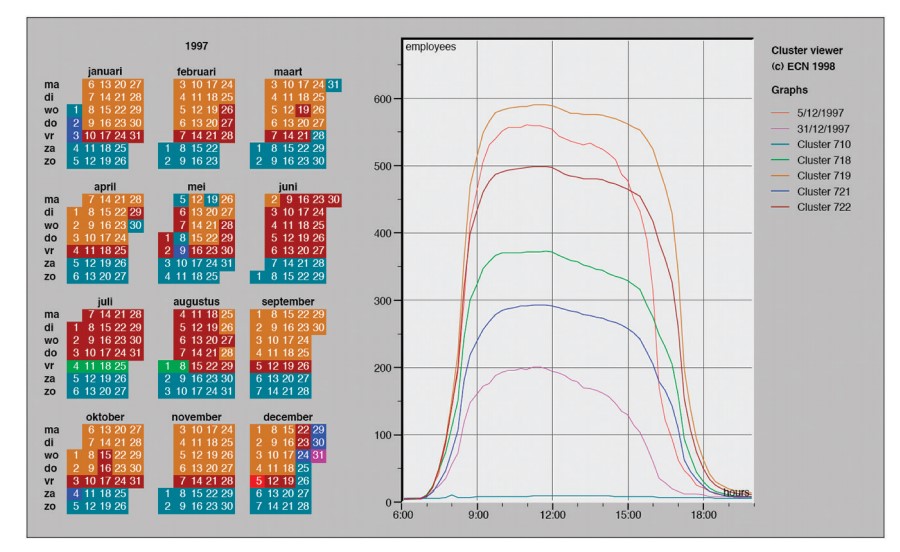 1997
januari februari maart
ma 6 13 20 27 3 10 17 24 3 10 17 24 31
di 7 14 21 28 4 11 18 25 4 11 18 25
wo 1 8 15 22 29 5 12 19 26 5 12 19 26
do 2 9 16 23 30 6 13 20 27 6 13 20 27
vr 3 10 17 24 31 7 14 21 28 7 14 21 28
za 4 11 18 25 1 8 15 22 1 8 15 22 29
zo 5 12 19 26 2 9 16 23 2 9 16 23 30
april mei juni
ma 7 14 21 28 5 12 19 26 2 9 16 23 30
di 1 8 15 22 29 6 13 20 27 3 10 17 24
wo 2 9 16 23 30 7 14 21 28 4 11 18 25
do 3 10 17 24 1 8 15 22 29 5 12 19 26
vr 4 11 18 25 2 9 16 23 30 6 13 20 27
za 5 12 19 26 3 10 17 24 31 7 14 21 28
zo 6 13 20 27 4 11 18 25 1 8 15 22 29
juli augustus september
ma 7 14 21 28 4 11 18 25 1 8 15 22 29
di 1 8 15 22 29 5 12 19 26 2 9 16 23 30
wo 2 9 16 23 30 6 13 20 27 3 10 17 24
do 3 10 17 24 31 7 14 21 28 4 11 18 25
vr 4 11 18 25 1 8 15 22 29 5 12 19 26
za 5 12 19 26 2 9 16 23 30 6 13 20 27
zo 6 13 20 27 3 10 17 24 31 7 14 21 28
oktober november december
ma 6 13 20 27 3 10 17 24 1 8 15 22 29
di 7 14 21 28 4 11 18 25 2 9 16 23 30
wo 1 8 15 22 29 5 12 19 26 3 10 17 24 31
do 2 9 16 23 30 6 13 20 27 4 11 18 25
vr 3 10 17 24 31 7 14 21 28 5 12 19 26
za 4 11 18 25 1 8 15 22 29 6 13 20 27
zo 5 12 19 26 2 9 16 23 30 7 14 21 28
employees
600
500
400
300
200
100
0
hours
6:00 9:00 12:00 15:00 18:00
Cluster viewer
(c) ECN 1998
Graphs
5/12/1997
31/12/1997
Cluster 710
Cluster 718
Cluster 719
Cluster 721
Cluster 722